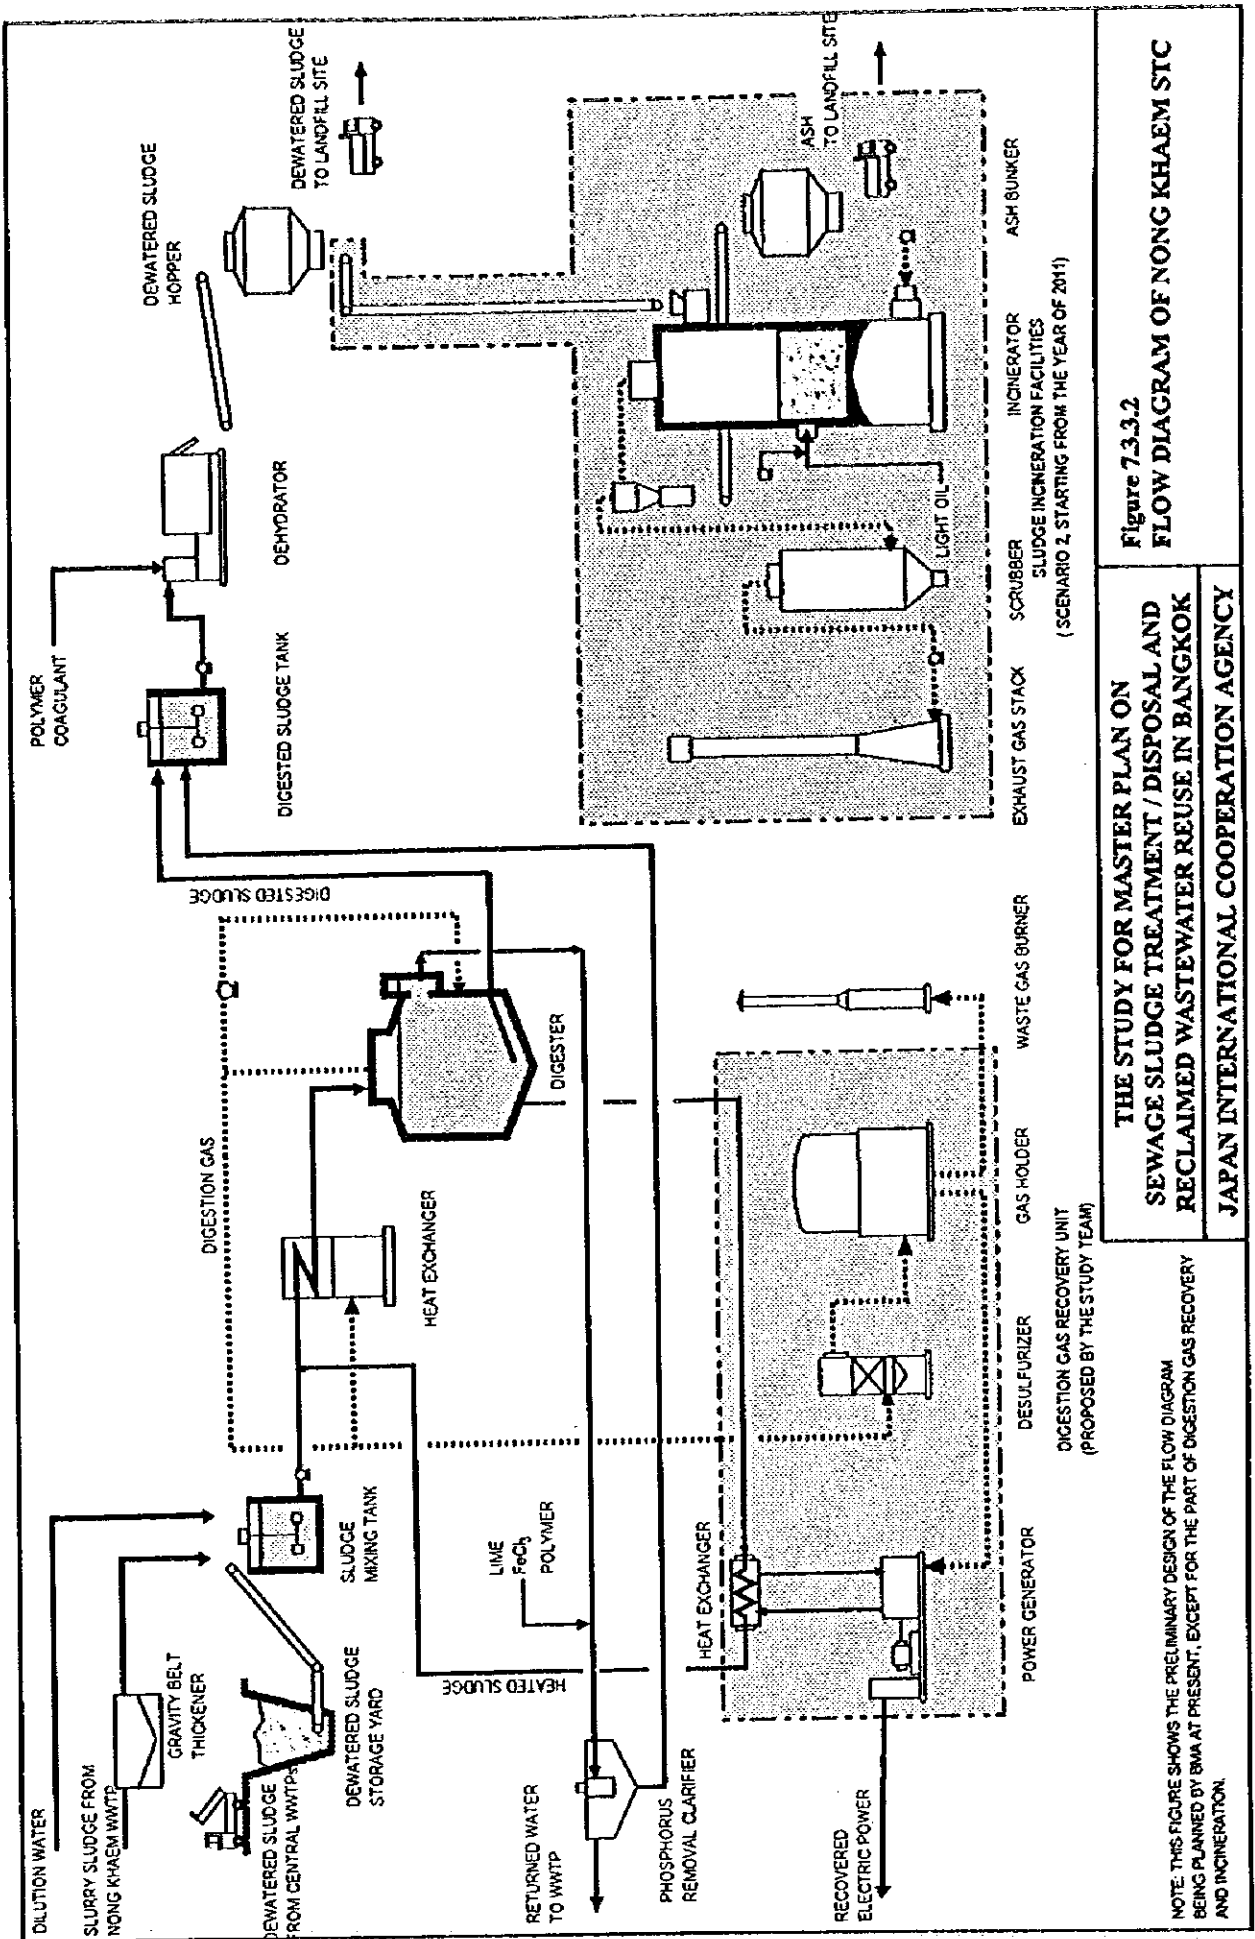 DILUTION WATER
SLURRY SLUDGE FROM
NONG KHAEM WWTP
GRAVITY BELT
THICKENER
DEWATERED SLUDGE
FROM CENTRAL WWTPs
DEWATERED SLUDGE
STORAGE YARD
SLUDGE
MIXING TANK
DIGESTION GAS
HEAT EXCHANGER
DIGESTER
DIGESTED SLUDGE
POLYMER
COAGULANT
DIGESTED SLUDGE TANK
DEHYDRATOR
DEWATERED SLUDGE
HOPPER
DEWATERED SLUDGE
TO LANDFILL SITE
RETURNED WATER
TO WWTP
PHOSPHORUS
REMOVAL CLARIFIER
HEATED SLUDGE
LIME
FeCl3
POLYMER
HEAT EXCHANGER
RECOVERED
ELECTRIC POWER
POWER GENERATOR
DESULFURIZER
GAS HOLDER
WASTE GAS BURNER
DIGESTION GAS RECOVERY UNIT
(PROPOSED BY THE STUDY TEAM)
EXHAUST GAS STACK
SCRUBBER
LIGHT OIL
INCINERATOR
ASH BUNKER
ASH
TO LANDFILL SITE
SLUDGE INCINERATION FACILITIES
( SCENARIO 2, STARTING FROM THE YEAR OF 2011)
NOTE: THIS FIGURE SHOWS THE PRELIMINARY DESIGN OF THE FLOW DIAGRAM
BEING PLANNED BY BMA AT PRESENT, EXCEPT FOR THE PART OF DIGESTION GAS RECOVERY
AND INCINERATION.
THE STUDY FOR MASTER PLAN ON
SEWAGE SLUDGE TREATMENT / DISPOSAL AND
RECLAIMED WASTEWATER REUSE IN BANGKOK
JAPAN INTERNATIONAL COOPERATION AGENCY
Figure 7.3.3.2
FLOW DIAGRAM OF NONG KHAEM STC